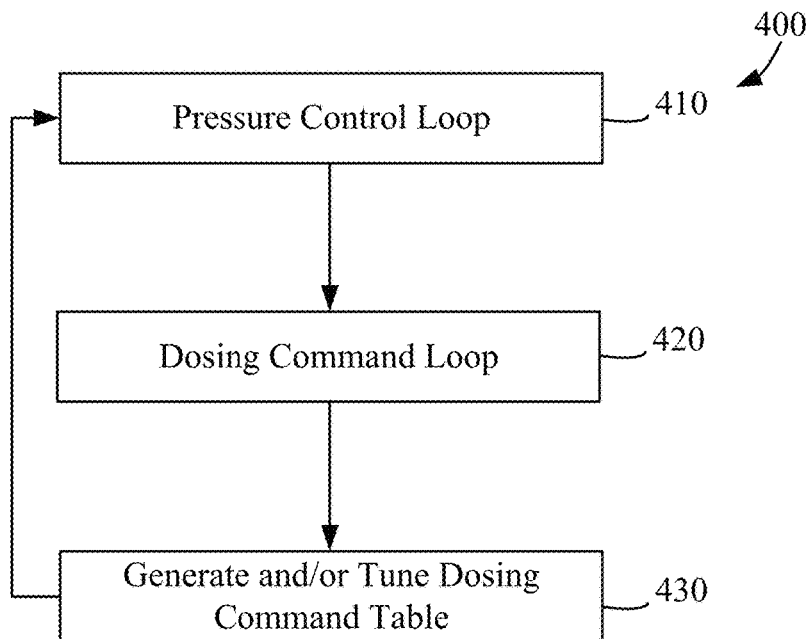 400
Pressure Control Loop
410
Dosing Command Loop
420
Generate and/or Tune Dosing
Command Table
430